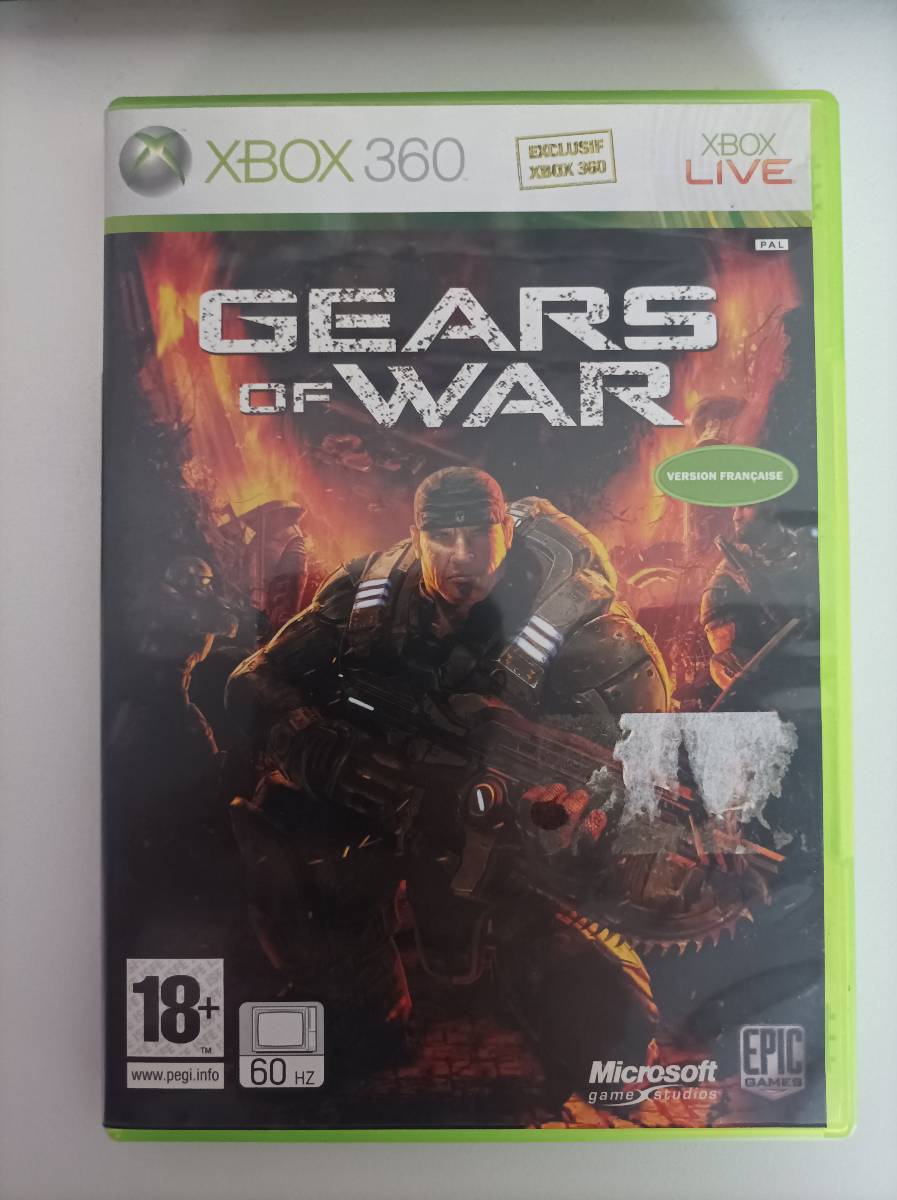 XBOX 360
EXCLUSIF
XBOX 360
XBOX
LIVE
PAL
GEARS
OF WAR
VERSION FRANÇAISE
18+
TM
www.pegi.info
60 HZ
Microsoft
game studios
EPIC
GAMES